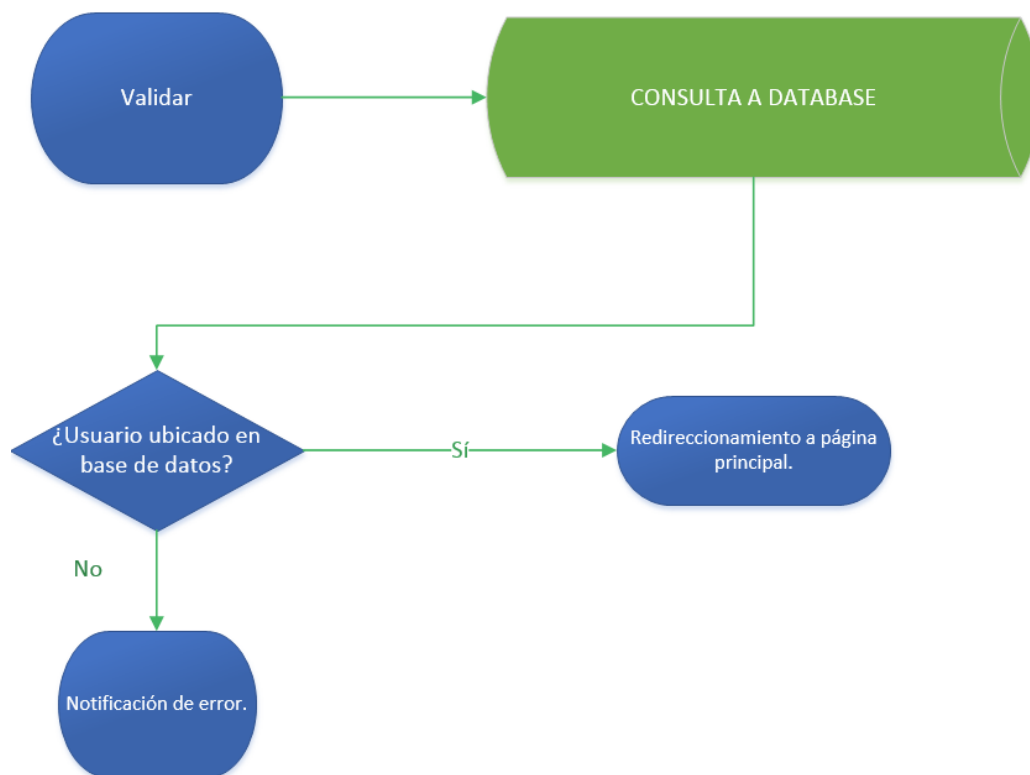 Validar
CONSULTA A DATABASE
¿Usuario ubicado en
base de datos?
Sí
Redireccionamiento a página
principal.
No
Notificación de error.